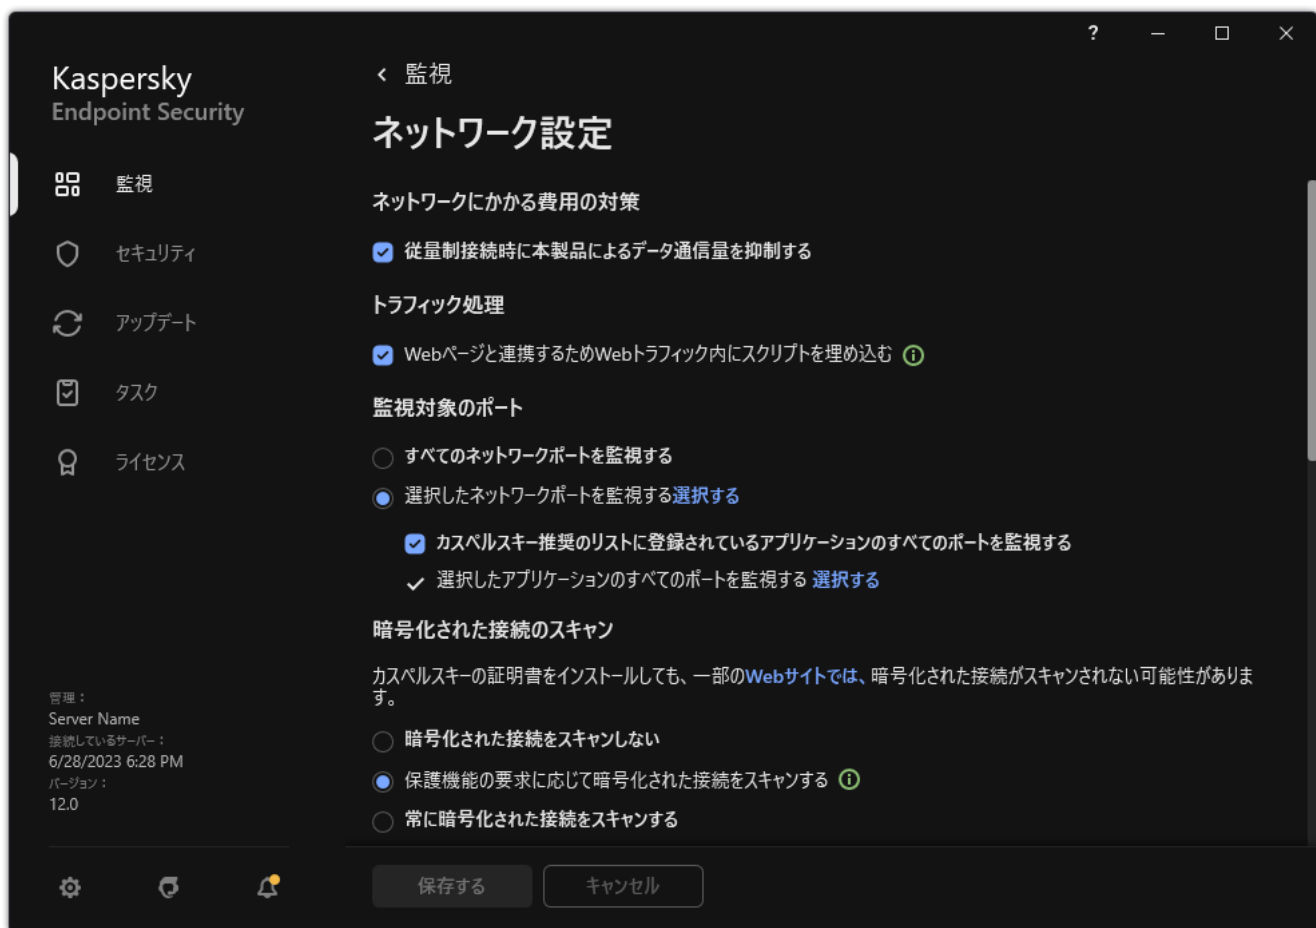 ?
Kaspersky
Endpoint Security
監視
セキュリティ
アップデート
タスク
ライセンス
管理：
Server Name
接続しているサーバー：
6/28/2023 6:28 PM
バージョン：
12.0
監視
ネットワーク設定
ネットワークにかかる費用の対策
従量制接続時に本製品によるデータ通信量を抑制する
トラフィック処理
Webページと連携するためWebトラフィック内にスクリプトを埋め込む
監視対象のポート
すべてのネットワークポートを監視する
選択したネットワークポートを監視する選択する
カスペルスキー推奨のリストに登録されているアプリケーションのすべてのポートを監視する
選択したアプリケーションのすべてのポートを監視する 選択する
暗号化された接続のスキャン
カスペルスキーの証明書をインストールしても、一部のWebサイトでは、暗号化された接続がスキャンされない可能性がありま
す。
暗号化された接続をスキャンしない
保護機能の要求に応じて暗号化された接続をスキャンする
常に暗号化された接続をスキャンする
保存する
キャンセル